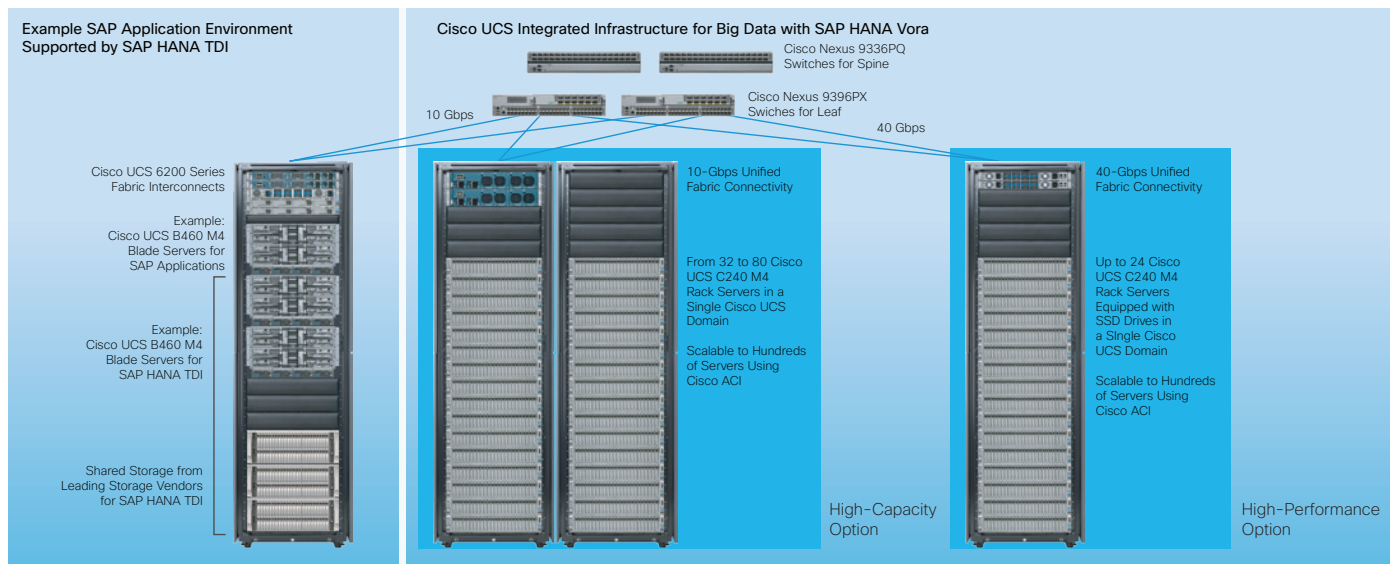 Example SAP Application Environment
Supported by SAP HANA TDI
Cisco UCS Integrated Infrastructure for Big Data with SAP HANA Vora
Cisco Nexus 9336PQ
Switches for Spine
Cisco Nexus 9396PX
Swiches for Leaf
10 Gbps
40 Gbps
Cisco UCS 6200 Series
Fabric Interconnects
Example:
Cisco UCS B460 M4
Blade Servers for
SAP Applications
Example:
Cisco UCS B460 M4
Blade Servers for
SAP HANA TDI
Shared Storage from
Leading Storage Vendors
for SAP HANA TDI
10-Gbps Unified
Fabric Connectivity
From 32 to 80 Cisco
UCS C240 M4
Rack Servers in a
Single Cisco UCS
Domain
Scalable to Hundreds
of Servers Using
Cisco ACI
High-Capacity
Option
40-Gbps Unified
Fabric Connectivity
Up to 24 Cisco
UCS C240 M4
Rack Servers
Equipped with
SSD Drives in
a SIngle Cisco
UCS Domain
Scalable to Hundreds
of Servers Using
Cisco ACI
High-Performance
Option